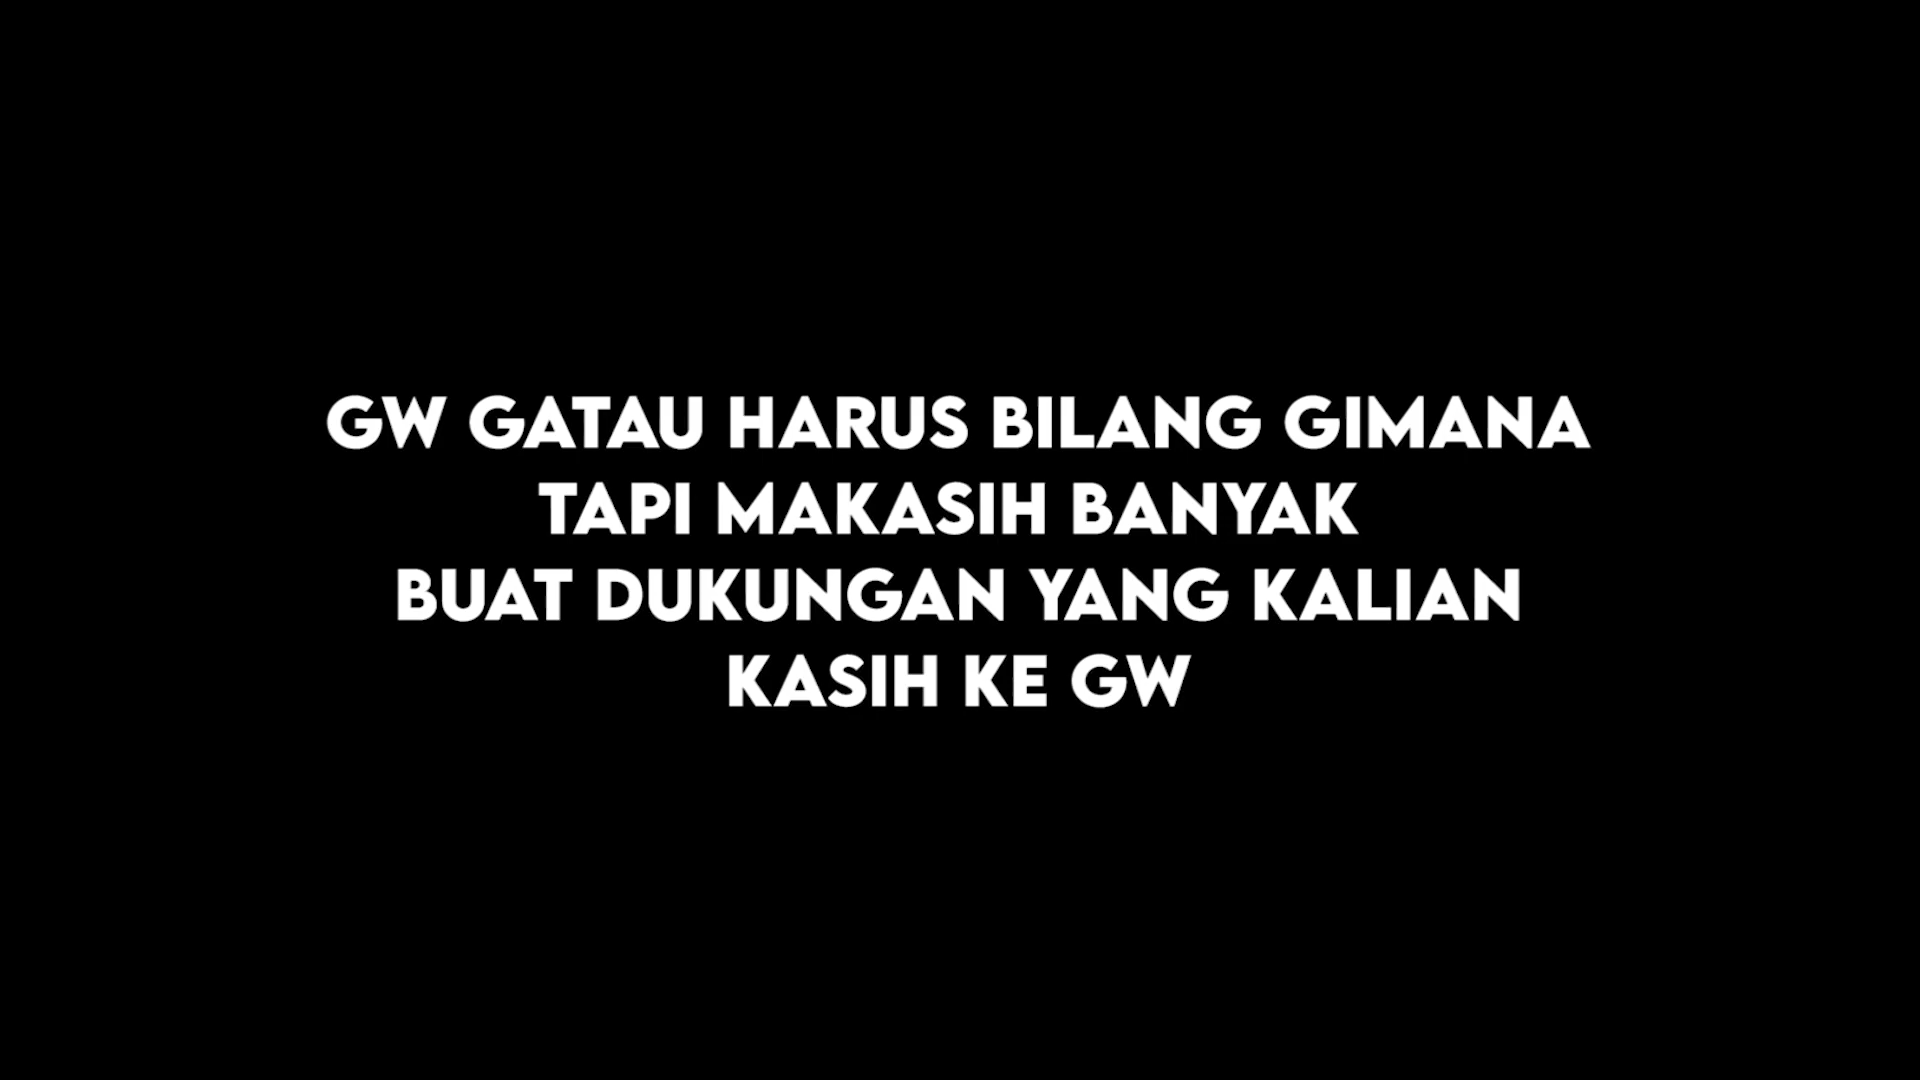 GW GATAU HARUS BILANG GIMANA
TAPI MAKASIH BANYAK
BUAT DUKUNGAN YANG KALIAN
KASIH KE GW